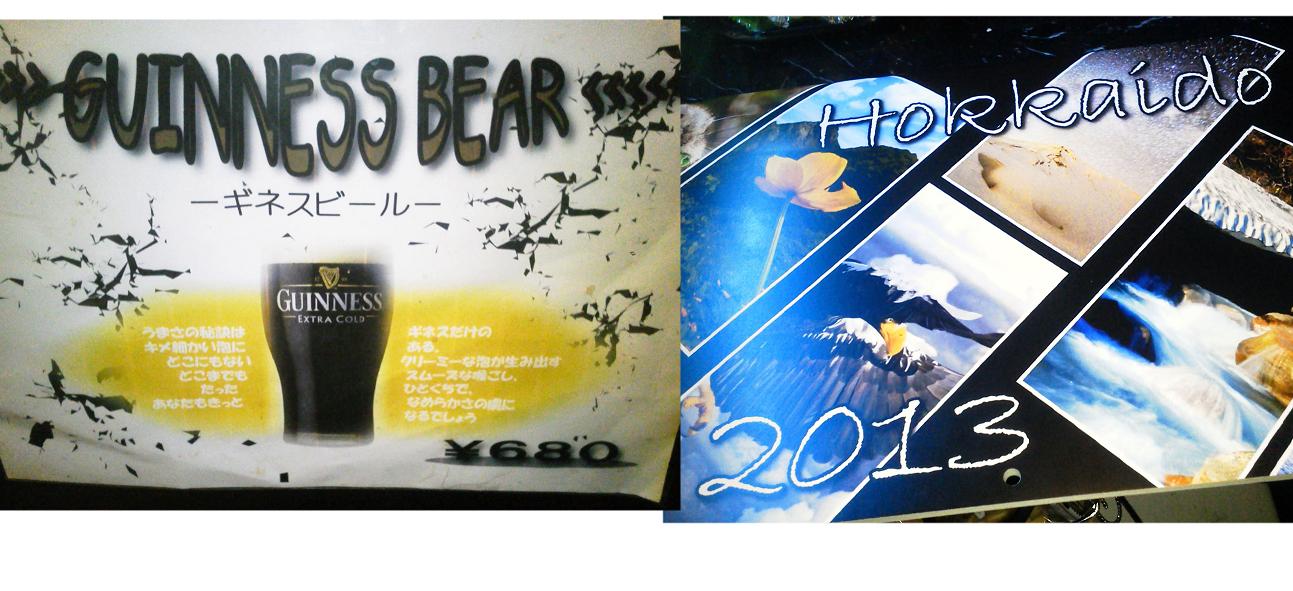 GUINNESS BEAR
ーギネスビールー
GUINNESS
EXTRA COLD
うまさの秘訣は
キメ細かい泡に
どこにもない
どこまでも
たった
あなたもきっと
ギネスだけの
ある。
クリーミーな泡が生み出す
スムーズな喉ごし。
ひとくちで、
なめらかさの虜に
なるでしょう
¥680
Hokkaido
2013